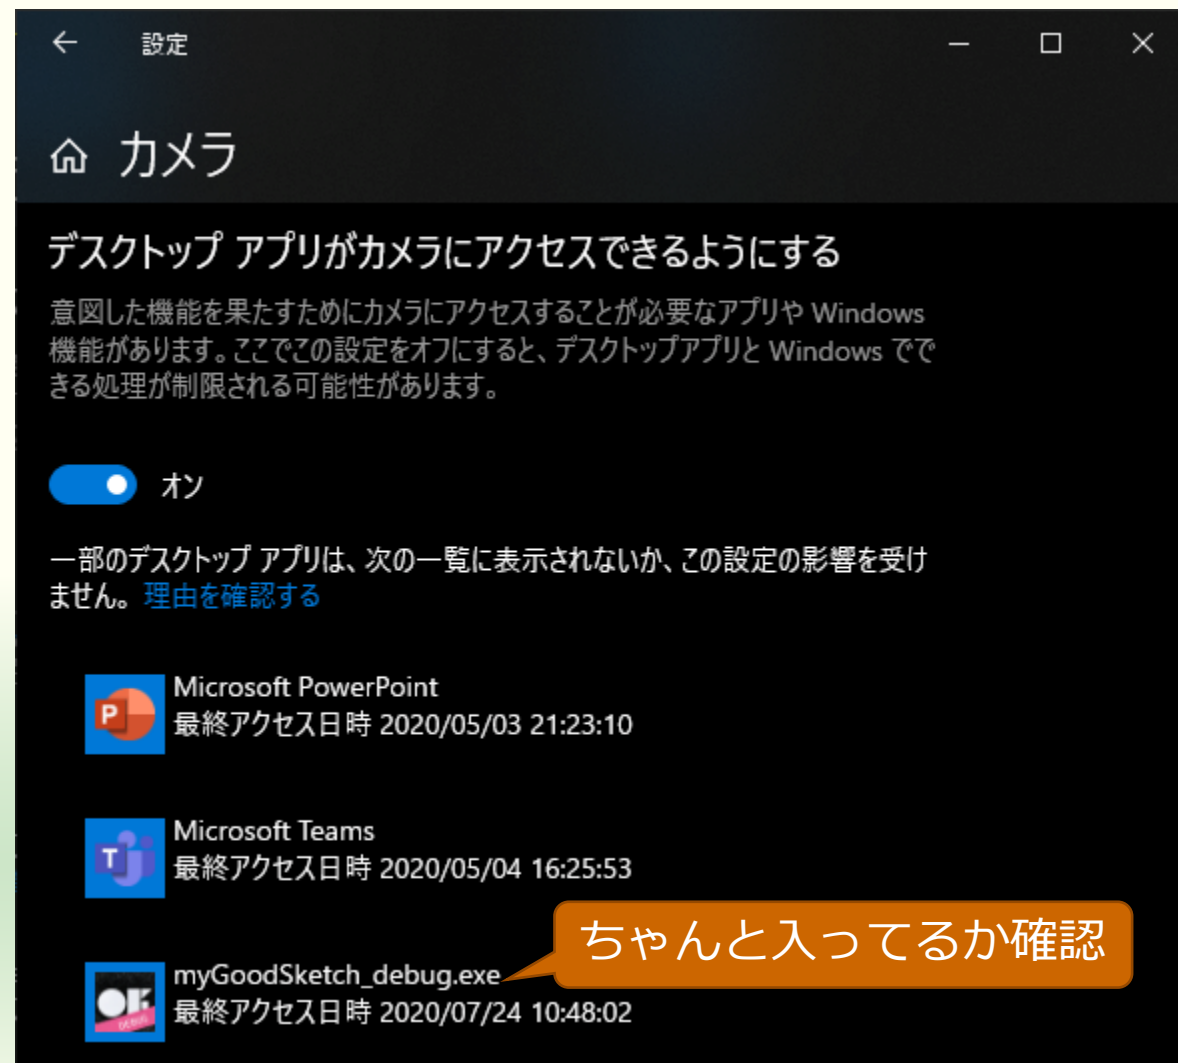 設定
カメラ
デスクトップ アプリがカメラにアクセスできるようにする
意図した機能を果たすためにカメラにアクセスすることが必要なアプリや Windows
機能があります。ここでこの設定をオフにすると、デスクトップアプリと Windows でで
きる処理が制限される可能性があります。
オン
一部のデスクトップ アプリは、次の一覧に表示されないか、この設定の影響を受け
ません。 理由を確認する
Microsoft PowerPoint
最終アクセス日時 2020/05/03 21:23:10
Microsoft Teams
最終アクセス日時 2020/05/04 16:25:53
ちゃんと入ってるか確認
myGoodSketch_debug.exe
最終アクセス日時 2020/07/24 10:48:02
P
T
OF
DEBUG